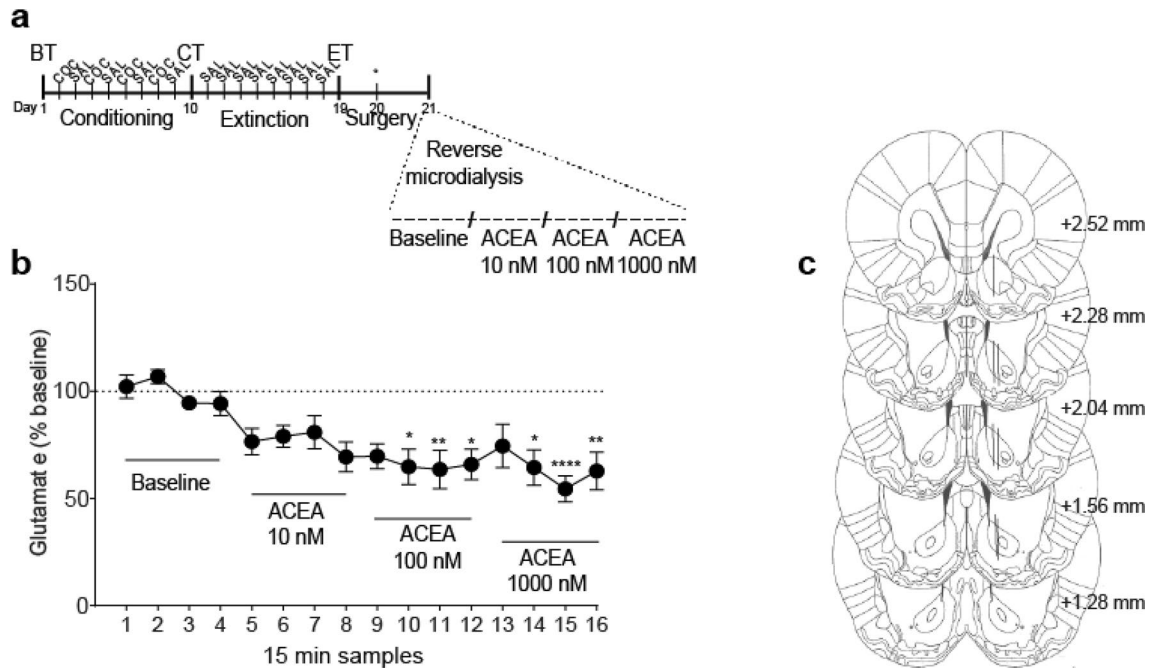 a
BT CT ET
COC SAL COC SAL COC SAL COC SAL SAL SAL SAL SAL SAL SAL SAL SAL *
Day 1 10 19 20 21
Conditioning Extinction Surgery
Reverse
microdialysis
Baseline ACEA ACEA ACEA
10 nM 100 nM 1000 nM
b
150
100
50
0
Glutamat e (% baseline)
* ** * * **** **
Baseline
ACEA
10 nM
ACEA
100 nM
ACEA
1000 nM
1 2 3 4 5 6 7 8 9 10 11 12 13 14 15 16
15 min samples
c
+2.52 mm
+2.28 mm
+2.04 mm
+1.56 mm
+1.28 mm